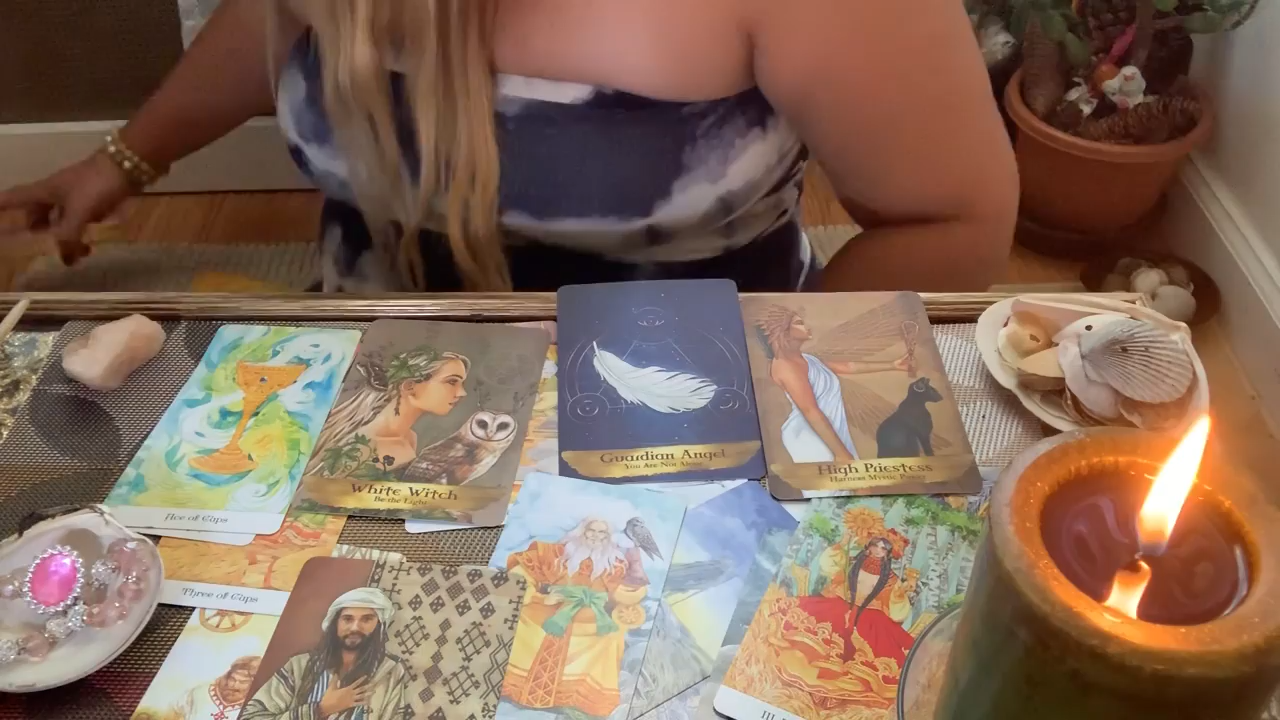 Ace of Cups
White Witch
Be the Light
Guardian Angel
You Are Not Alone
High Priestess
Harness Mystic Power
Three of Cups
III